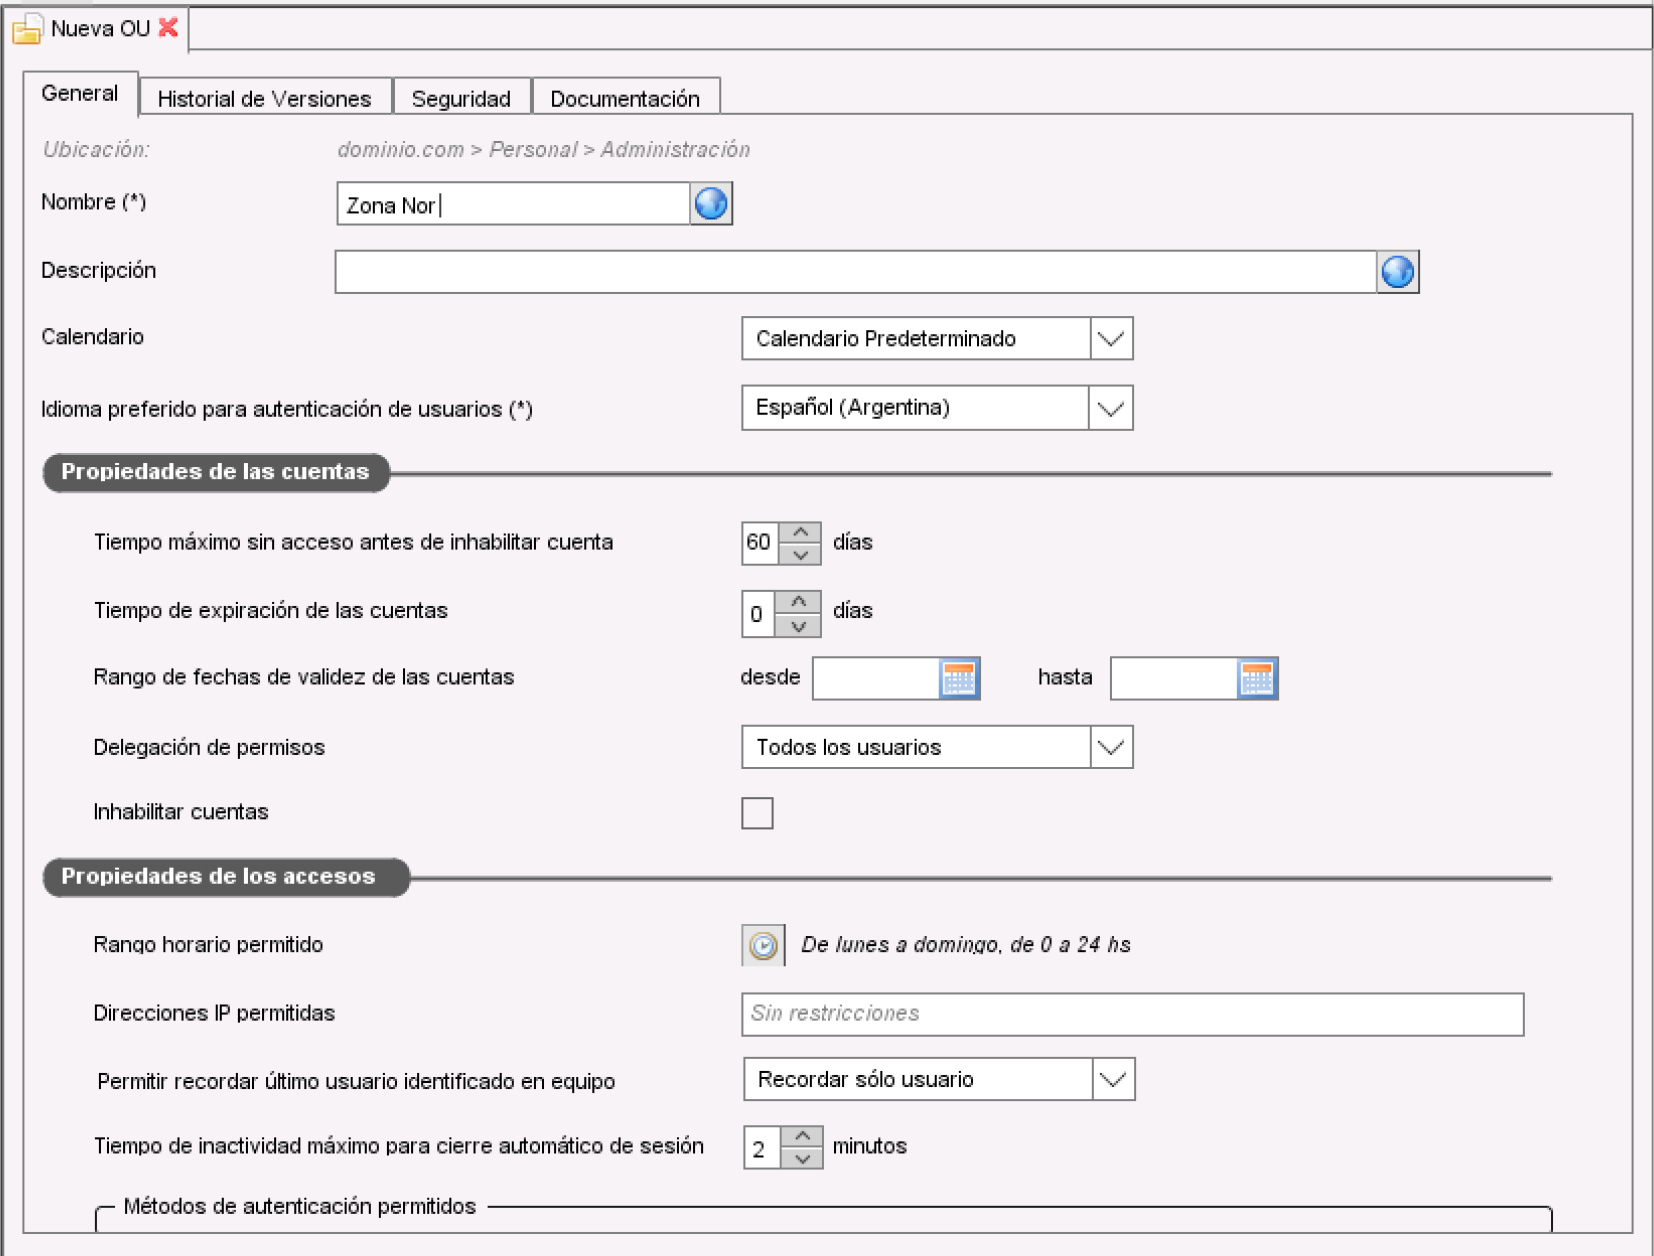 Nueva OU
General Historial de Versiones Seguridad Documentación
Ubicación: dominio.com > Personal > Administración
Nombre (*) Zona Nor
Descripción
Calendario Calendario Predeterminado
Idioma preferido para autenticación de usuarios (*) Español (Argentina)
Propiedades de las cuentas
Tiempo máximo sin acceso antes de inhabilitar cuenta 60 días
Tiempo de expiración de las cuentas 0 días
Rango de fechas de validez de las cuentas desde hasta
Delegación de permisos Todos los usuarios
Inhabilitar cuentas
Propiedades de los accesos
Rango horario permitido De lunes a domingo, de 0 a 24 hs
Direcciones IP permitidas Sin restricciones
Permitir recordar último usuario identificado en equipo Recordar sólo usuario
Tiempo de inactividad máximo para cierre automático de sesión 2 minutos
Métodos de autenticación permitidos